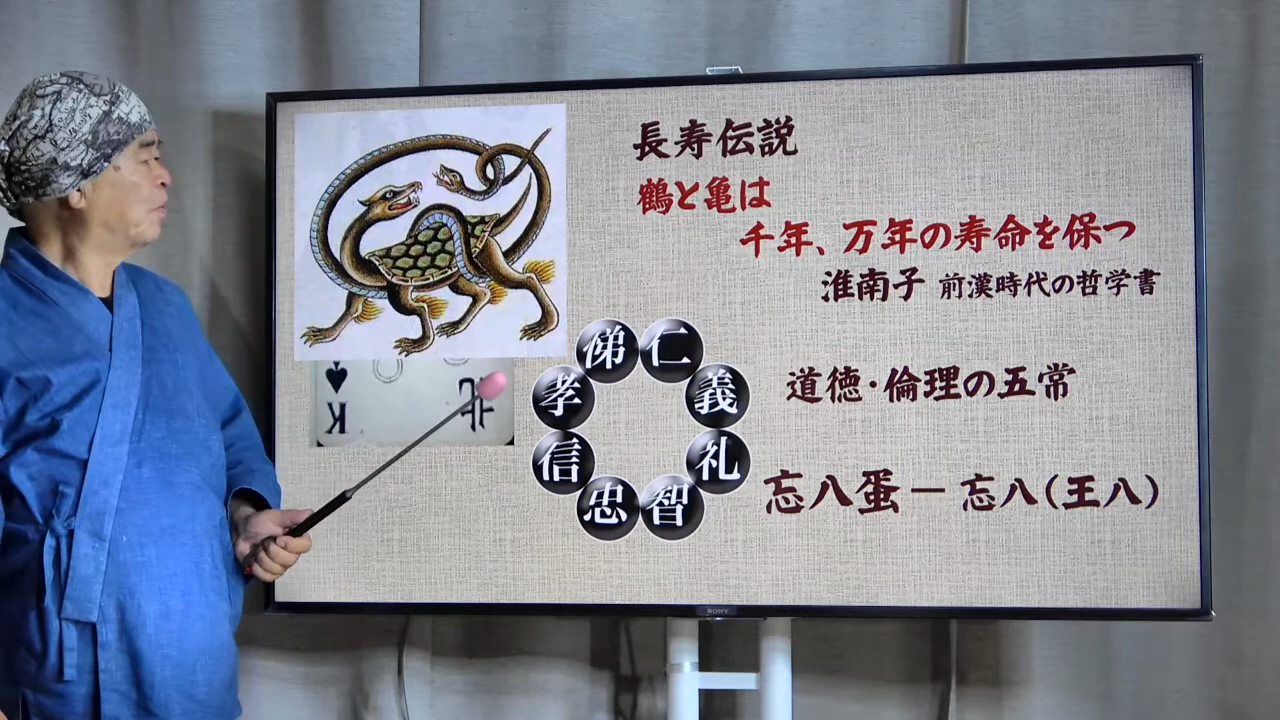 長寿伝説
鶴と亀は
千年、万年の寿命を保つ
淮南子 前漢時代の哲学書
悌 仁
孝 義
信 礼
忠 智
道徳・倫理の五常
忘八蛋－忘八(王八)
K
SONY